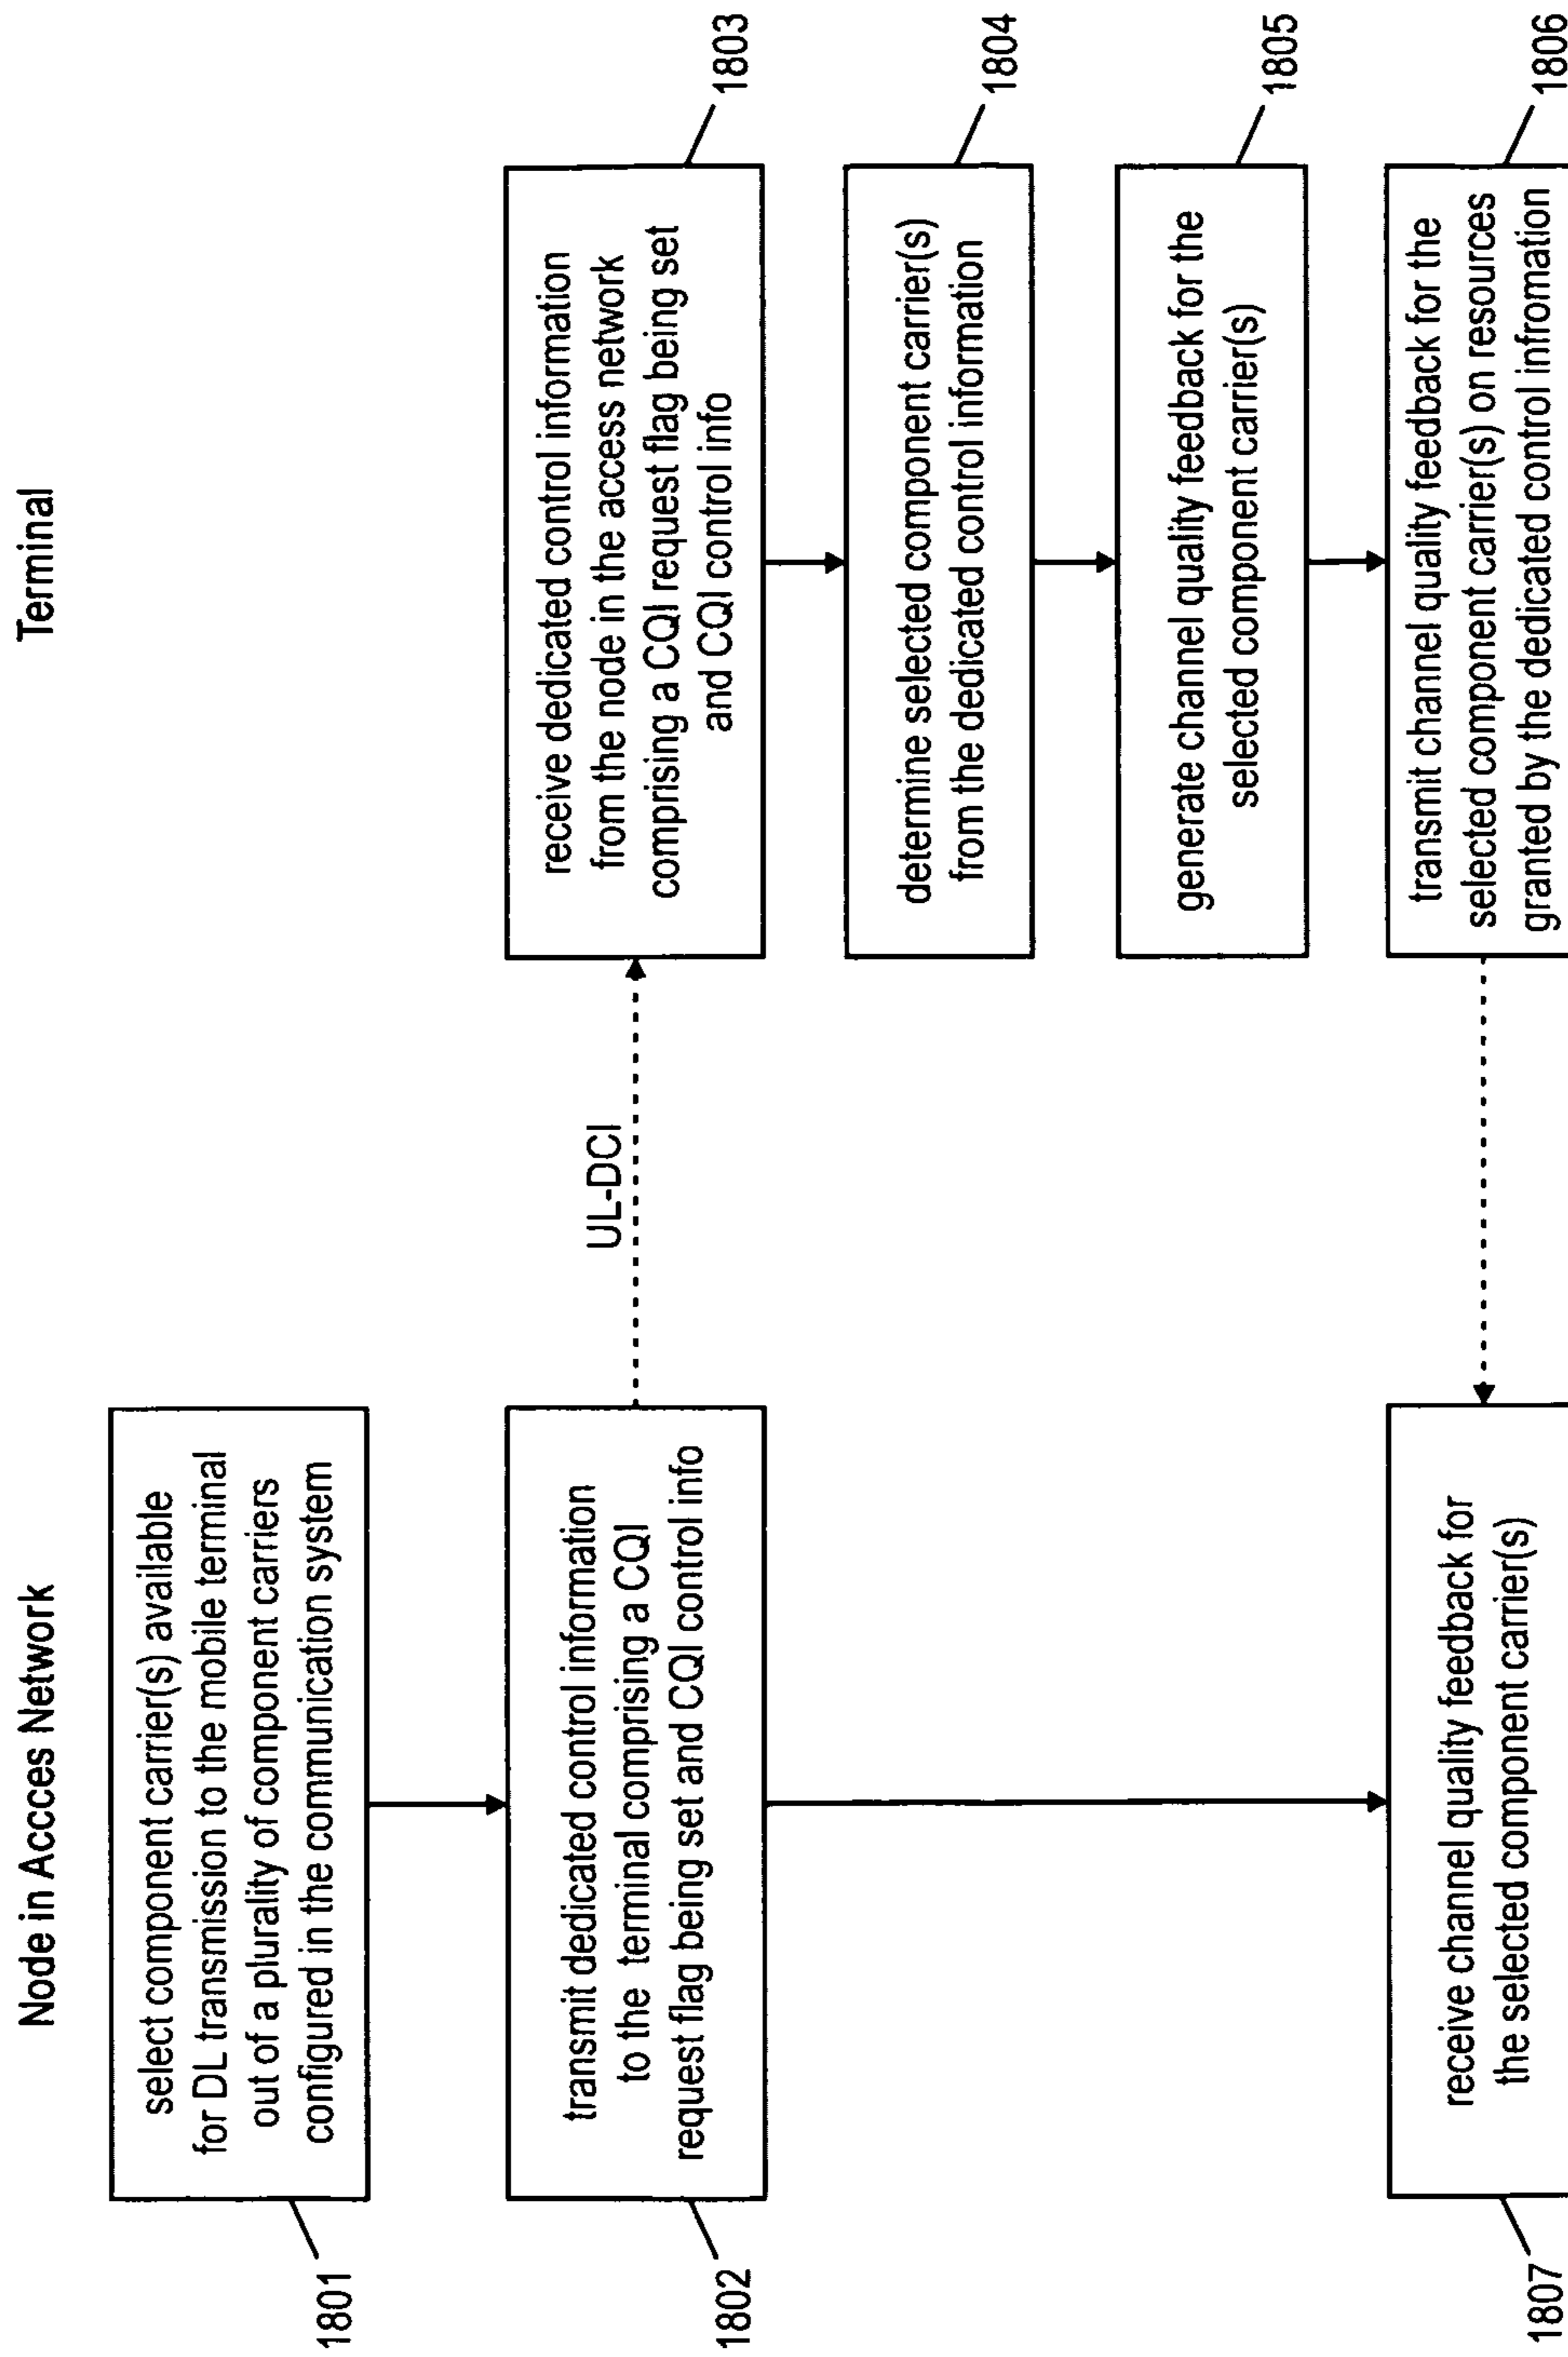 Node in Access Network
Terminal
select component carrier(s) available
for DL transmission to the mobile terminal
out of a plurality of component carriers
configured in the communication system
1801
transmit dedicated control information
to the terminal comprising a CQI
request flag being set and CQI control info
1802
UL-DCI
receive dedicated control information
from the node in the access network
comprising a CQI request flag being set
and CQI control info
1803
determine selected component carrier(s)
from the dedicated control information
1804
generate channel quality feedback for the
selected component carrier(s)
1805
transmit channel quality feedback for the
selected component carrier(s) on resources
granted by the dedicated control infromation
1806
receive channel quality feedback for
the selected component carrier(s)
1807